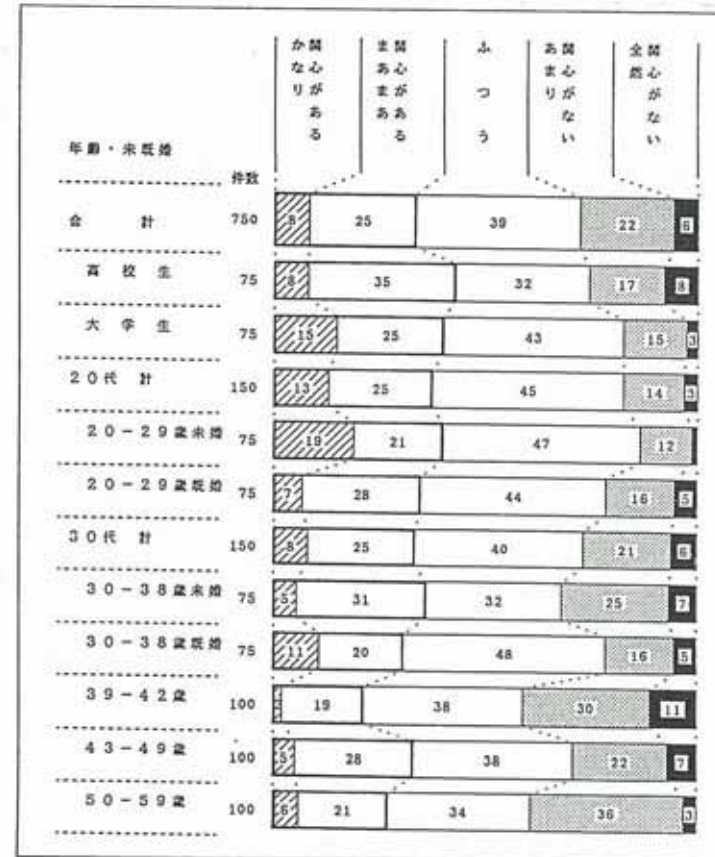 かなり関心がある
まあまあ関心がある
ふつう
あまり関心がない
全然関心がない
年齢・未既婚
件数
合計 750 8 25 39 22 6
高校生 75 8 35 32 17 8
大学生 75 15 25 43 15 3
20代 計 150 13 25 45 14 3
20-29歳未婚 75 19 21 47 12
20-29歳既婚 75 7 28 44 16 5
30代 計 150 8 25 40 21 6
30-38歳未婚 75 5 31 32 25 7
30-38歳既婚 75 11 20 48 16 5
39-42歳 100 19 38 30 11
43-49歳 100 5 28 38 22 7
50-59歳 100 6 21 34 36 3